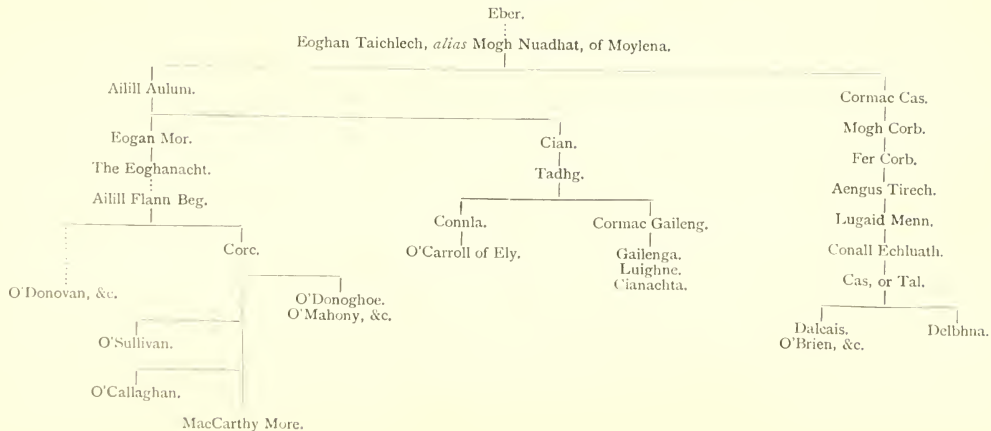 Eber.
Eoghan Taichlech, alias Mogh Nuadhat, of Moylena.
Ailill Aulum.
Cormac Cas.
Eogan Mor.
Cian.
Mogh Corb.
The Eoghanacht.
Tadhg.
Fer Corb.
Ailill Flann Beg.
Aengus Tirech.
Corc.
Connla.
Cormac Gaileng.
Lugaid Menn.
O'Carroll of Ely.
Gailenga.
Luighne.
Cianachta.
Conall Echluath.
O'Donovan, &c.
O'Donoghoe.
O'Mahony, &c.
Cas, or Tal.
O'Sullivan.
Dalcais.
O'Brien, &c.
Delbhna.
O'Callaghan.
MacCarthy More.